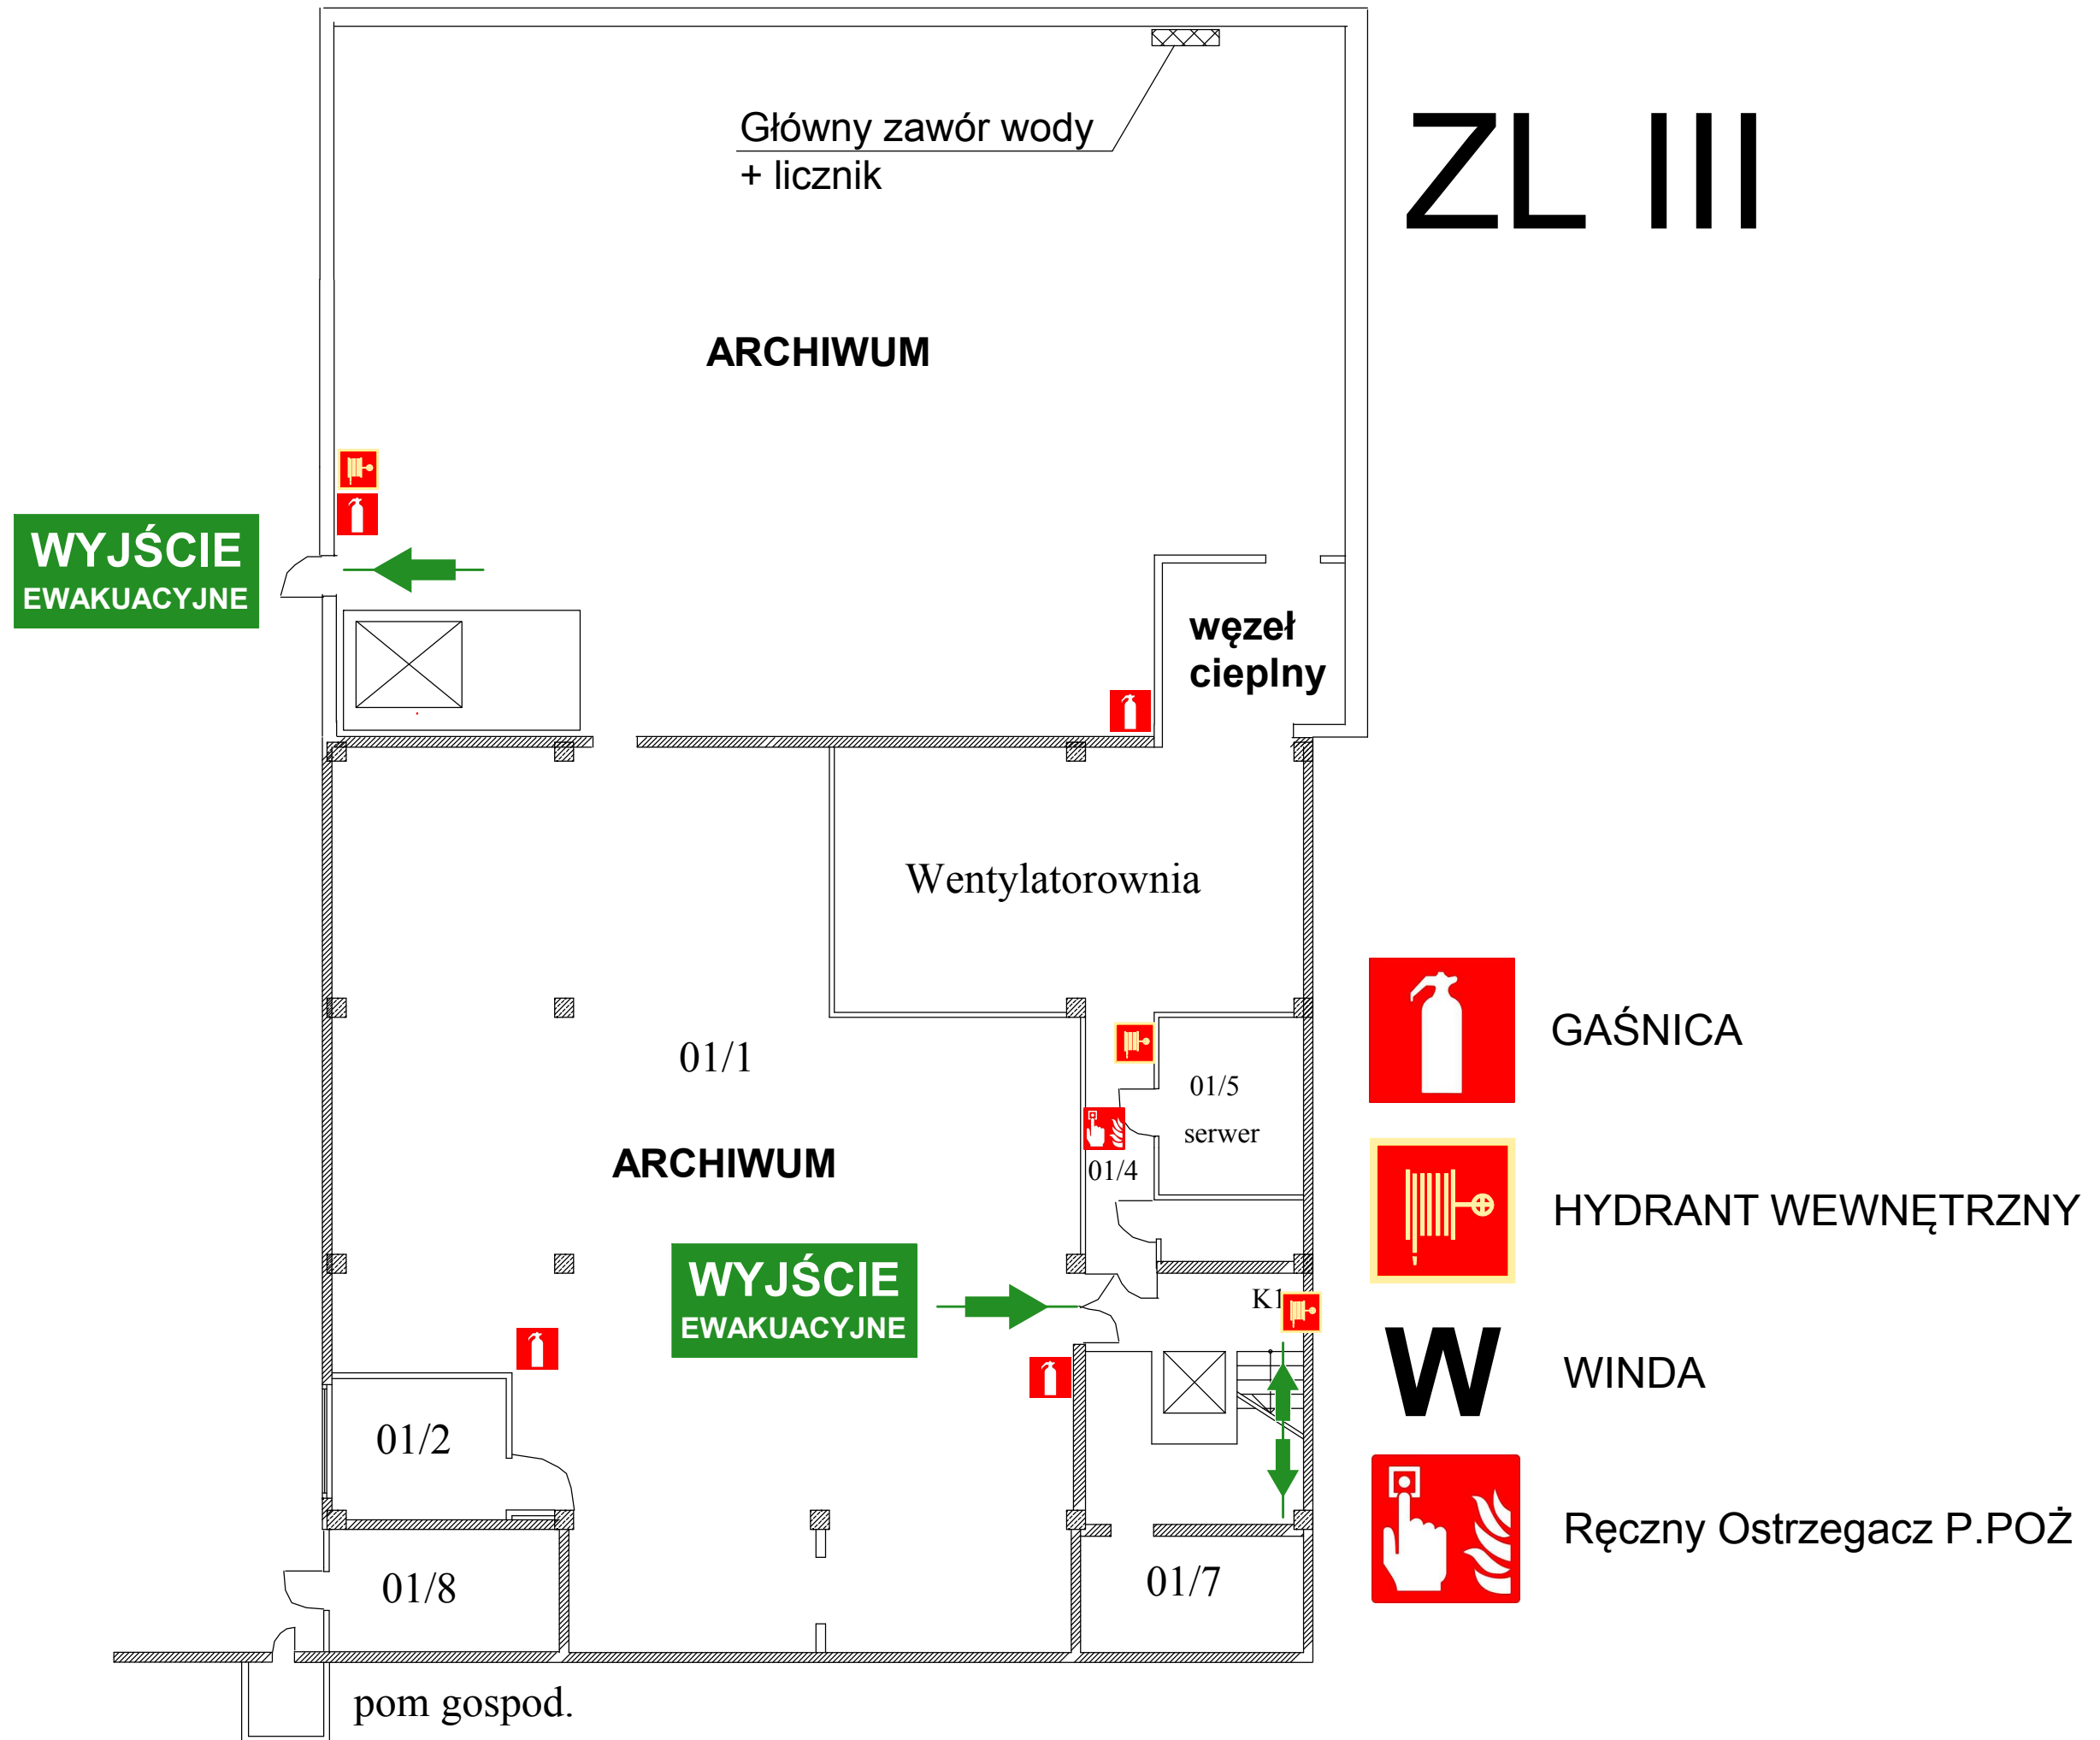 Główny zawór wody
+ licznik
ZL III
ARCHIWUM
WYJŚCIE
EWAKUACYJNE
węzeł
cieplny
Wentylatorownia
01/1
ARCHIWUM
01/5
serwer
01/4
WYJŚCIE
EWAKUACYJNE
K1
01/2
01/8
01/7
pom gospod.
GAŚNICA
HYDRANT WEWNĘTRZNY
W WINDA
Ręczny Ostrzegacz P.POŻ